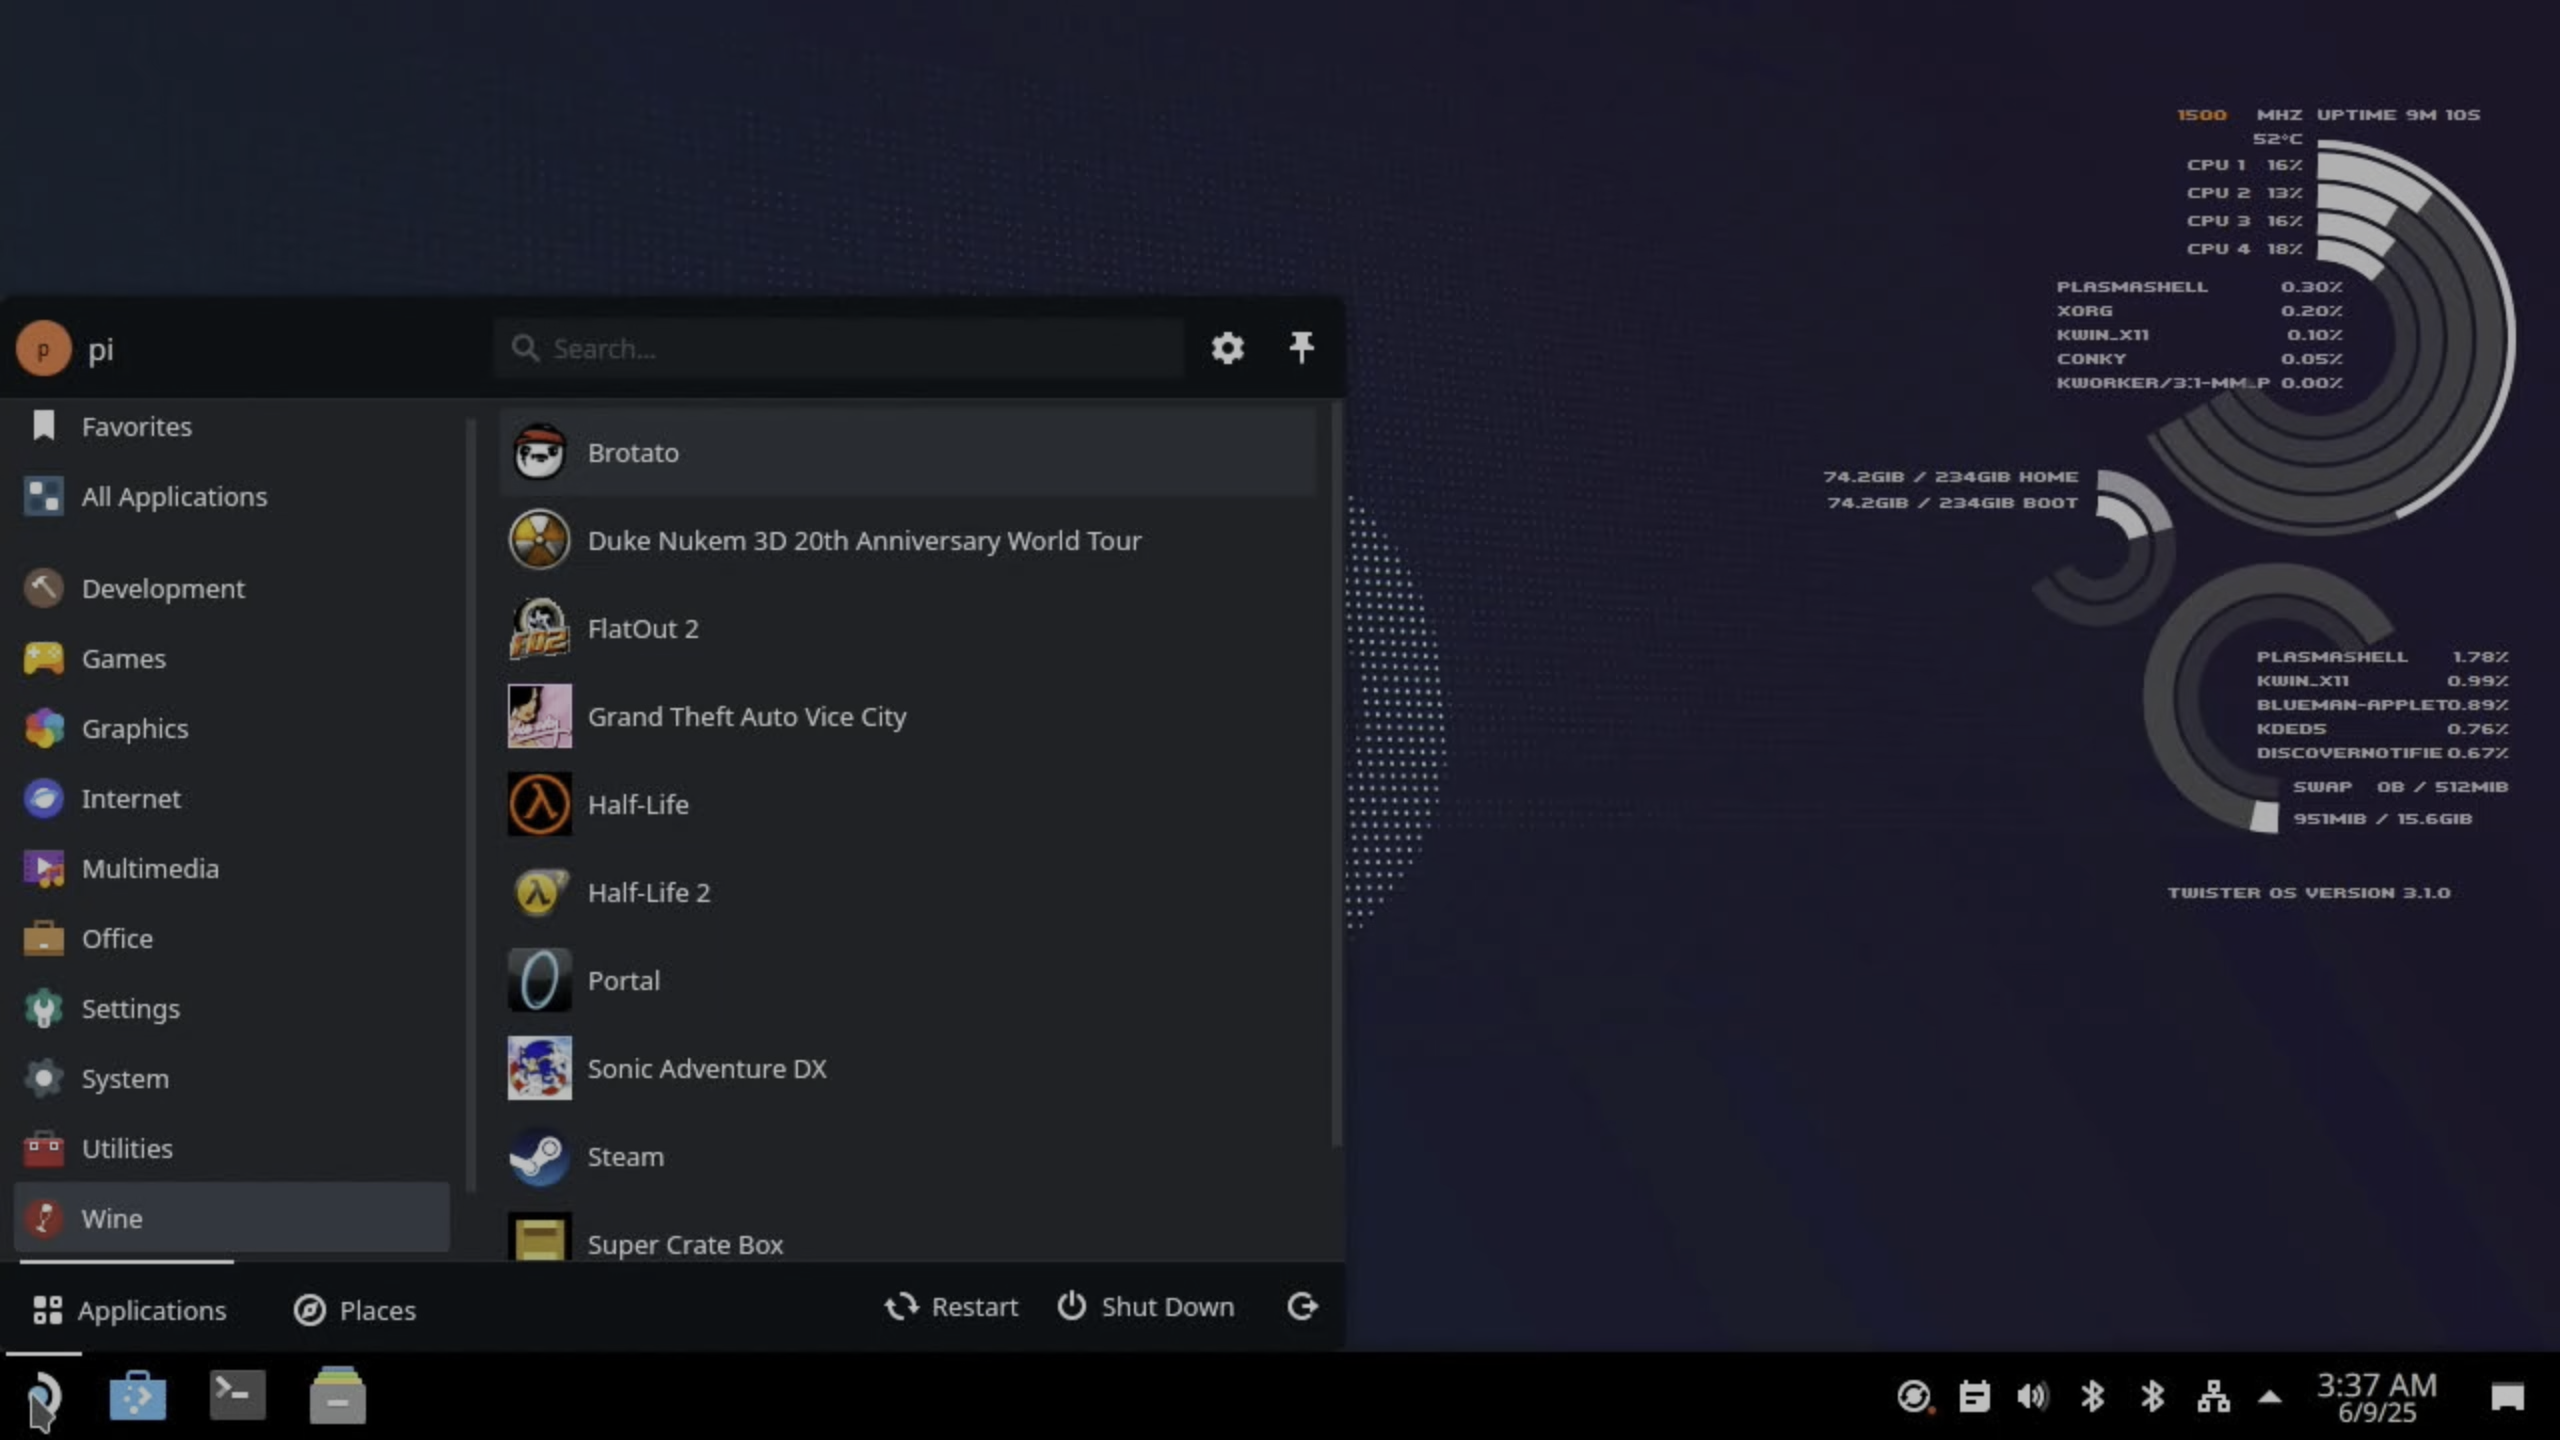 1500 MHZ UPTIME 9M 10S
52°C
CPU 1 16%
CPU 2 13%
CPU 3 16%
CPU 4 18%
PLASMASHELL 0.30%
XORG 0.20%
KWIN_X11 0.10%
CONKY 0.05%
KWORKER/3:1-MM_P 0.00%
74.2GIB / 234GIB HOME
74.2GIB / 234GIB BOOT
PLASMASHELL 1.78%
KWIN_X11 0.99%
BLUEMAN-APPLET0.89%
KDED5 0.76%
DISCOVERNOTIFIE 0.67%
SWAP 0B / 512MIB
951MIB / 15.6GIB
TWISTER OS VERSION 3.1.0
p pi
Search...
Favorites
All Applications
Development
Games
Graphics
Internet
Multimedia
Office
Settings
System
Utilities
Wine
Brotato
Duke Nukem 3D 20th Anniversary World Tour
FlatOut 2
Grand Theft Auto Vice City
Half-Life
Half-Life 2
Portal
Sonic Adventure DX
Steam
Super Crate Box
Applications Places Restart Shut Down
3:37 AM
6/9/25